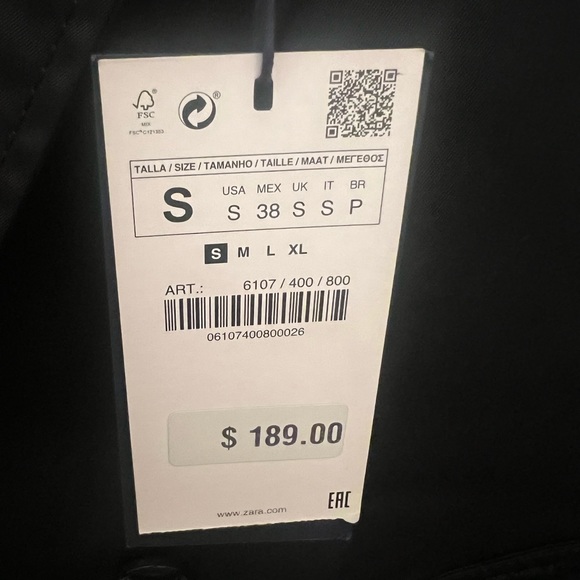 FSC
MIX
TALLA / SIZE / TAMANHO / TAILLE / MAAT / ΜΕΓΕΘΟΣ
S
USA MEX UK IT BR
S 38 S S P
S M L XL
ART.: 6107 / 400 / 800
06107400800026
$ 189.00
EAC
www.zara.com